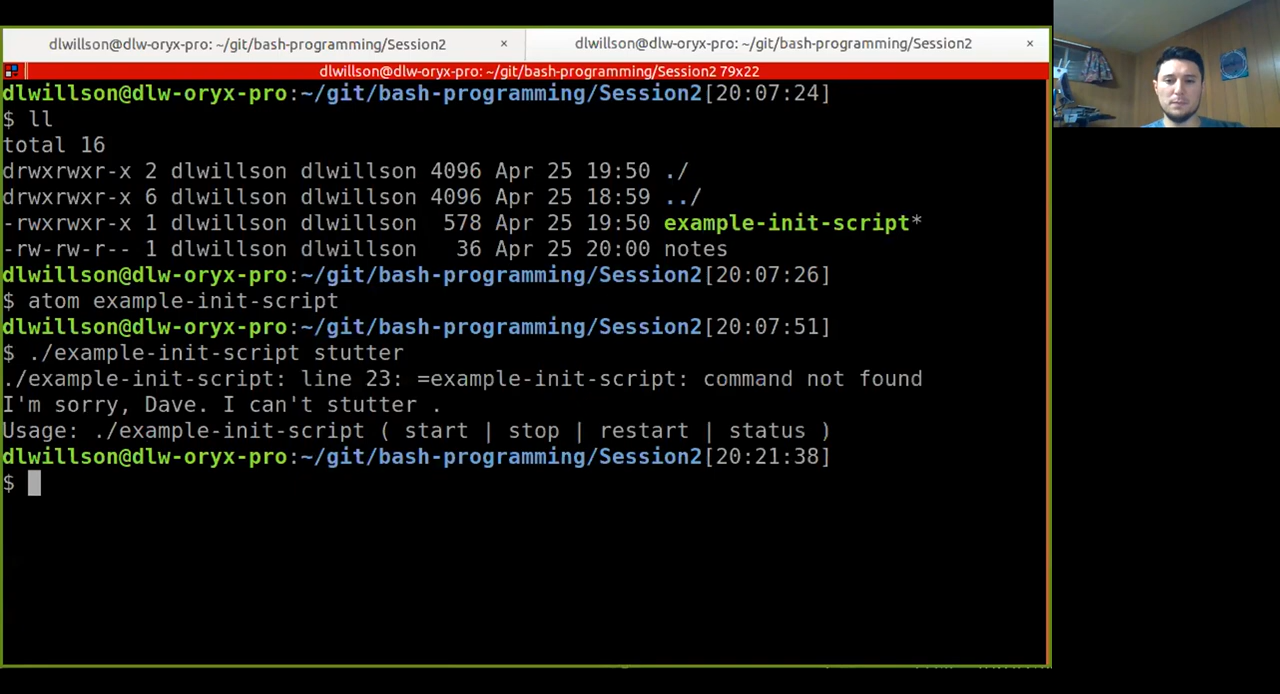 dlwillson@dlw-oryx-pro: ~/git/bash-programming/Session2 × dlwillson@dlw-oryx-pro: ~/git/bash-programming/Session2 ×
dlwillson@dlw-oryx-pro: ~/git/bash-programming/Session2 79x22
dlwillson@dlw-oryx-pro:~/git/bash-programming/Session2[20:07:24]
$ ll
total 16
drwxrwxr-x 2 dlwillson dlwillson 4096 Apr 25 19:50 ./
drwxrwxr-x 6 dlwillson dlwillson 4096 Apr 25 18:59 ../
-rwxrwxr-x 1 dlwillson dlwillson  578 Apr 25 19:50 example-init-script*
-rw-rw-r-- 1 dlwillson dlwillson   36 Apr 25 20:00 notes
dlwillson@dlw-oryx-pro:~/git/bash-programming/Session2[20:07:26]
$ atom example-init-script
dlwillson@dlw-oryx-pro:~/git/bash-programming/Session2[20:07:51]
$ ./example-init-script stutter
./example-init-script: line 23: =example-init-script: command not found
I'm sorry, Dave. I can't stutter .
Usage: ./example-init-script ( start | stop | restart | status )
dlwillson@dlw-oryx-pro:~/git/bash-programming/Session2[20:21:38]
$